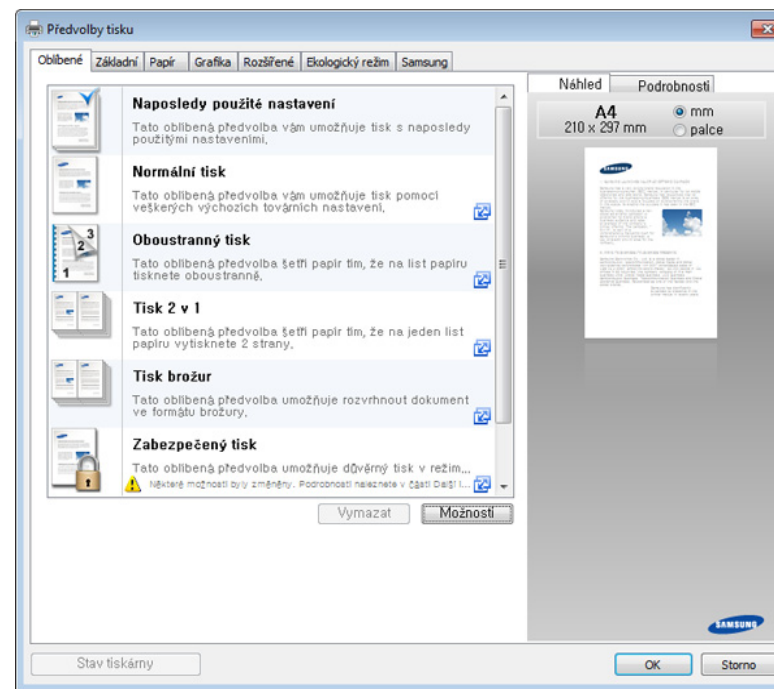 Předvolby tisku
Oblíbené Základní Papír Grafika Rozšířené Ekologický režim Samsung
Naposledy použité nastavení
Tato oblíbená předvolba vám umožňuje tisk s naposledy
použitými nastaveními.
Normální tisk
Tato oblíbená předvolba vám umožňuje tisk pomocí
veškerých výchozích továrních nastavení.
1 2 3
Oboustranný tisk
Tato oblíbená předvolba šetří papír tím, že na list papíru
tisknete oboustranně.
Tisk 2 v 1
Tato oblíbená předvolba šetří papír tím, že na jeden list
papíru vytisknete 2 strany.
Tisk brožur
Tato oblíbená předvolba umožňuje rozvrhnout dokument
ve formátu brožury.
Zabezpečený tisk
Tato oblíbená předvolba umožňuje důvěrný tisk v režim...
Některé možnosti byly změněny. Podrobnosti naleznete v části Další i...
Vymazat Možnosti
Náhled Podrobnosti
A4
210 x 297 mm
mm
palce
SAMSUNG
SAMSUNG
Stav tiskárny OK Storno